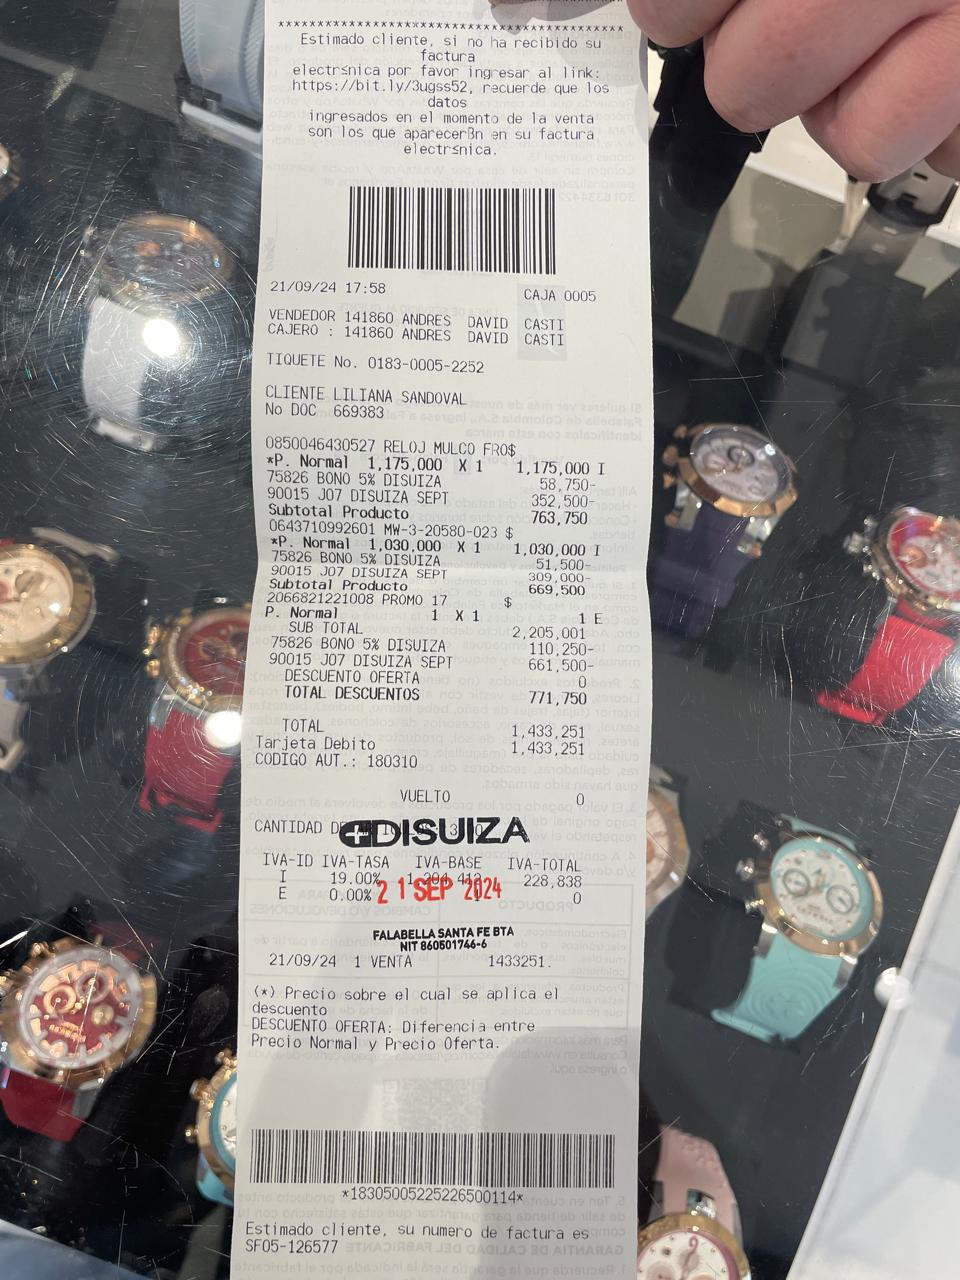 ****************************************
Estimado cliente, si no ha recibido su
factura
electr≤nica por favor ingresar al link:
https://bit.ly/3ugss52, recuerde que los
datos
ingresados en el momento de la venta
son los que aparecerßn en su factura
electr≤nica.
21/09/24 17:58 CAJA 0005
VENDEDOR 141860 ANDRES DAVID CASTI
CAJERO : 141860 ANDRES DAVID CASTI
TIQUETE No. 0183-0005-2252
CLIENTE LILIANA SANDOVAL
No DOC 669383
0850046430527 RELOJ MULCO FRO$
*P. Normal 1,175,000 X 1 1,175,000 I
75826 BONO 5% DISUIZA 58,750-
90015 J07 DISUIZA SEPT 352,500-
Subtotal Producto 763,750
0643710992601 MW-3-20580-023 $
*P. Normal 1,030,000 X 1 1,030,000 I
75826 BONO 5% DISUIZA 51,500-
90015 J07 DISUIZA SEPT 309,000-
Subtotal Producto 669,500
2066821221008 PROMO 17 $
P. Normal 1 X 1 1 E
SUB TOTAL 2,205,001
75826 BONO 5% DISUIZA 110,250-
90015 J07 DISUIZA SEPT 661,500-
DESCUENTO OFERTA 0
TOTAL DESCUENTOS 771,750
TOTAL 1,433,251
Tarjeta Debito 1,433,251
CODIGO AUT.: 180310
VUELTO 0
CANTIDAD DE
DISUIZA
IVA-ID IVA-TASA IVA-BASE IVA-TOTAL
I 19.00% 1,204,412 228,838
E 0.00% 1 0
21 SEP 2024
FALABELLA SANTA FE BTA
NIT 860501746-6
21/09/24 1 VENTA 1433251.
(*) Precio sobre el cual se aplica el
descuento
DESCUENTO OFERTA: Diferencia entre
Precio Normal y Precio Oferta.
*18305005225226500114*
Estimado cliente, su numero de factura es
SF05-126577